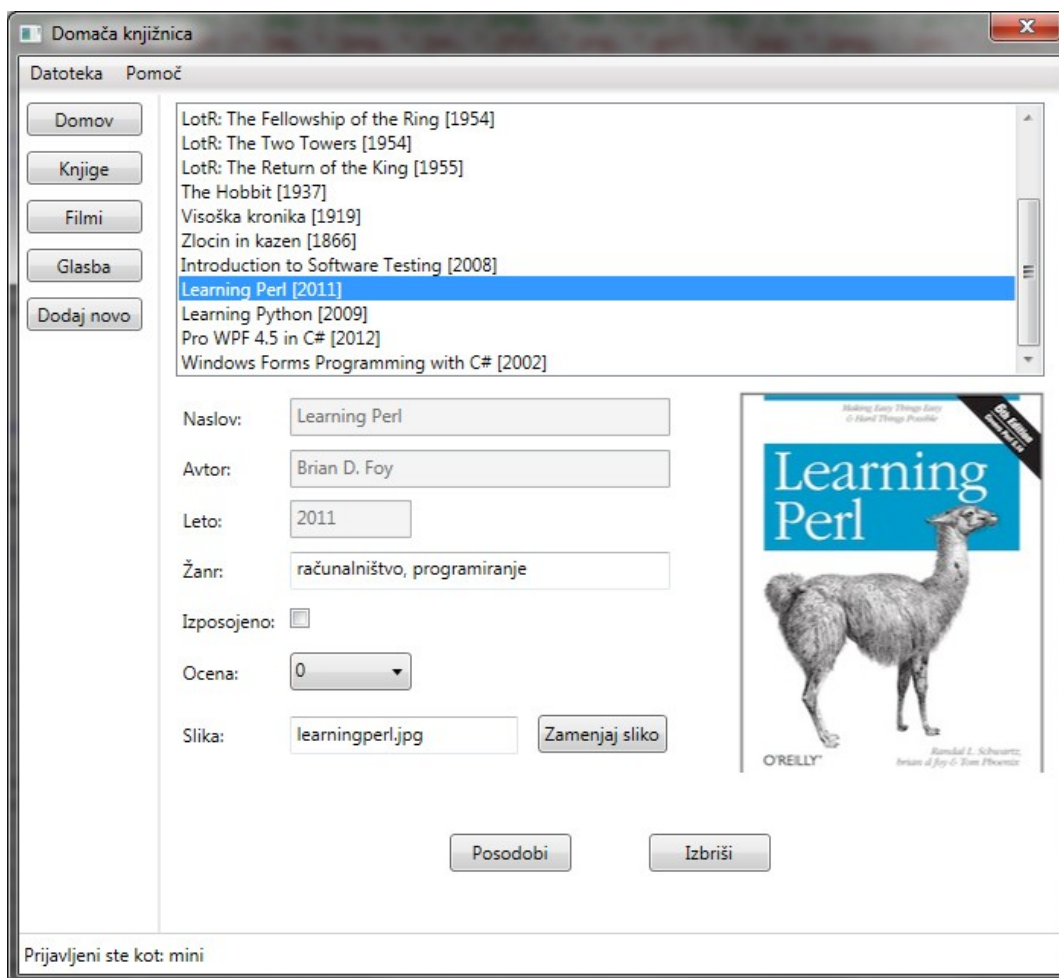 Domača knjižnica
Datoteka Pomoč
Domov
Knjige
Filmi
Glasba
Dodaj novo
LotR: The Fellowship of the Ring [1954]
LotR: The Two Towers [1954]
LotR: The Return of the King [1955]
The Hobbit [1937]
Visoška kronika [1919]
Zlocin in kazen [1866]
Introduction to Software Testing [2008]
Learning Perl [2011]
Learning Python [2009]
Pro WPF 4.5 in C# [2012]
Windows Forms Programming with C# [2002]
Naslov: Learning Perl
Avtor: Brian D. Foy
Leto: 2011
Žanr: računalništvo, programiranje
Izposojeno:
Ocena: 0
Slika: learningperl.jpg Zamenjaj sliko
Making Easy Things Easy
& Hard Things Possible
6th Edition
Learning
Perl
O'REILLY
Randal L. Schwartz,
brian d foy & Tom Phoenix
Posodobi Izbriši
Prijavljeni ste kot: mini